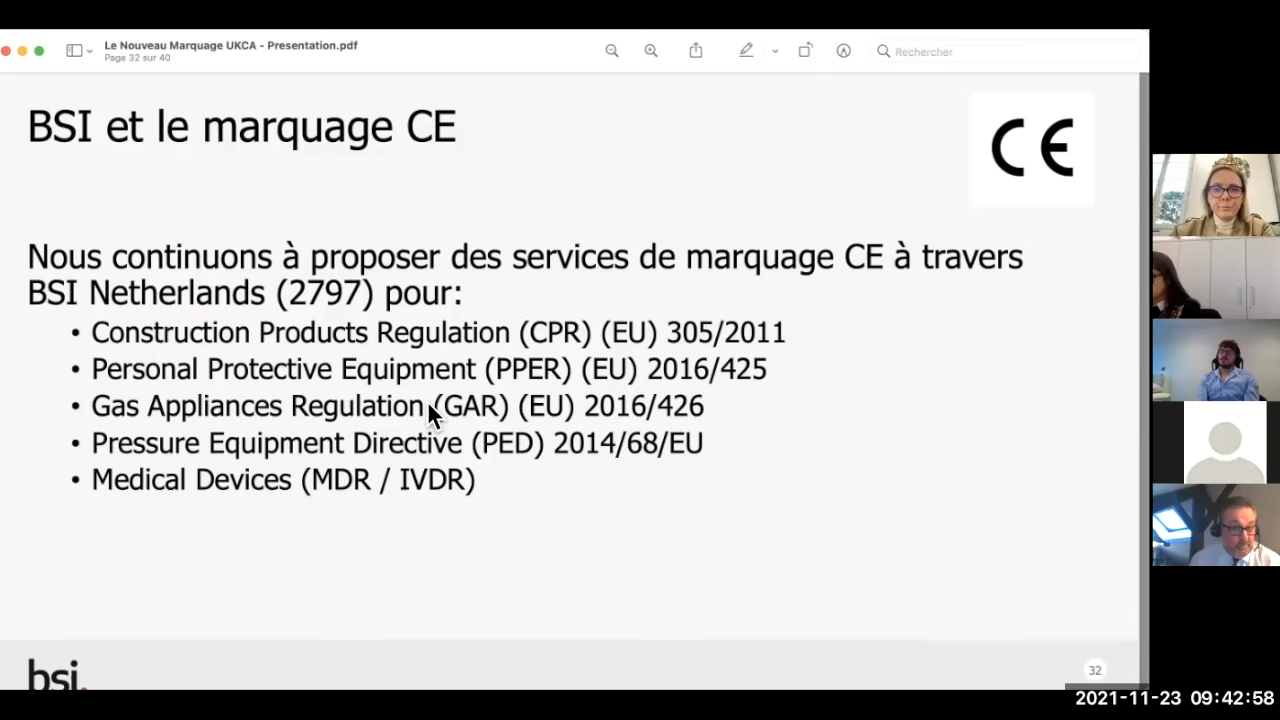 Le Nouveau Marquage UKCA - Presentation.pdf
Page 32 sur 40
Rechercher
BSI et le marquage CE
CE
Nous continuons à proposer des services de marquage CE à travers
BSI Netherlands (2797) pour:
• Construction Products Regulation (CPR) (EU) 305/2011
• Personal Protective Equipment (PPER) (EU) 2016/425
• Gas Appliances Regulation (GAR) (EU) 2016/426
• Pressure Equipment Directive (PED) 2014/68/EU
• Medical Devices (MDR / IVDR)
bsi.
32
2021-11-23 09:42:58